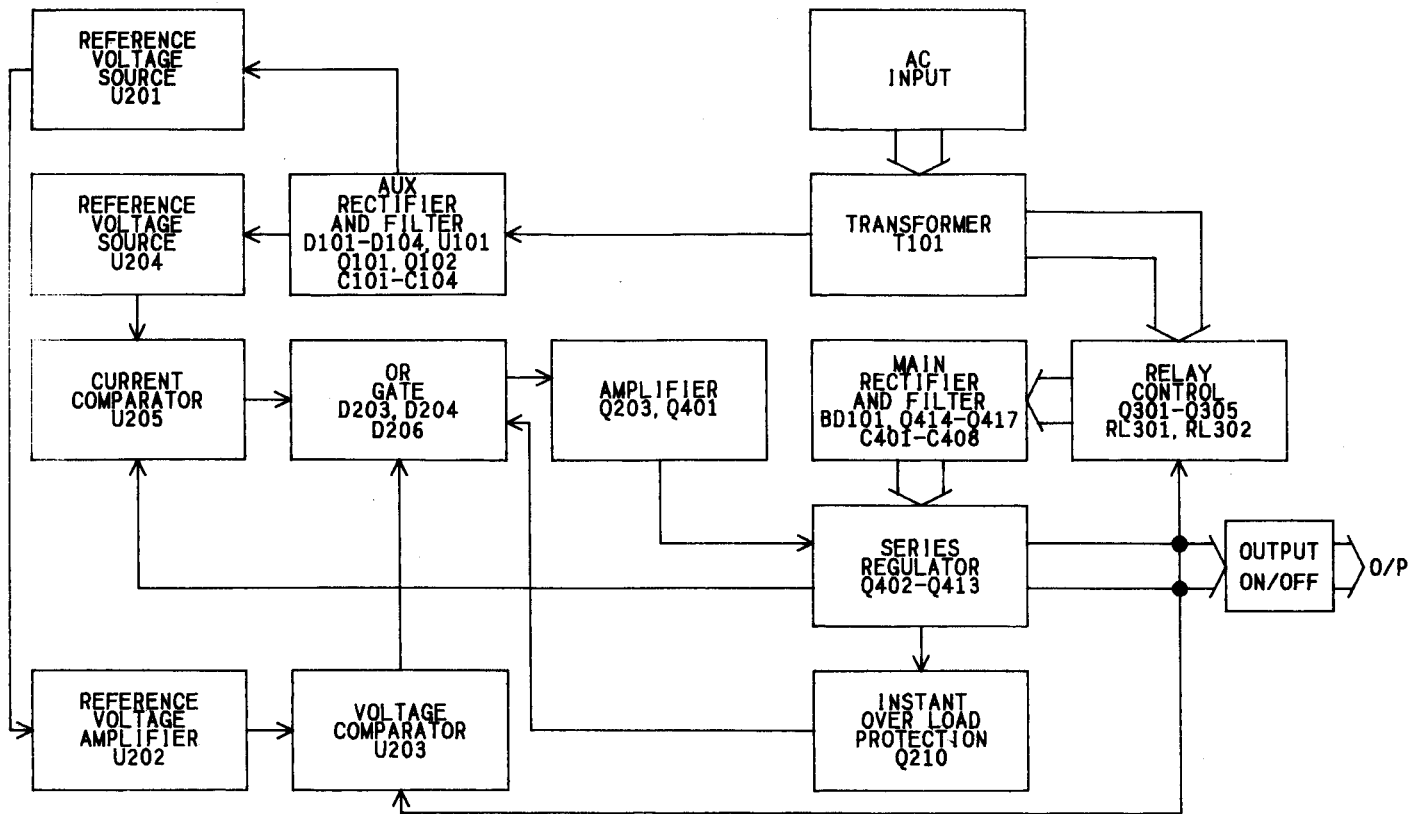 REFERENCE
VOLTAGE
SOURCE
U201
AC
INPUT
REFERENCE
VOLTAGE
SOURCE
U204
AUX
RECTIFIER
AND FILTER
D101-D104, U101
Q101, Q102
C101-C104
TRANSFORMER
T101
CURRENT
COMPARATOR
U205
OR
GATE
D203, D204
D206
AMPLIFIER
Q203, Q401
MAIN
RECTIFIER
AND FILTER
BD101, Q414-Q417
C401-C408
RELAY
CONTROL
Q301-Q305
RL301, RL302
SERIES
REGULATOR
Q402-Q413
OUTPUT
ON/OFF
O/P
REFERENCE
VOLTAGE
AMPLIFIER
U202
VOLTAGE
COMPARATOR
U203
INSTANT
OVER LOAD
PROTECTION
Q210